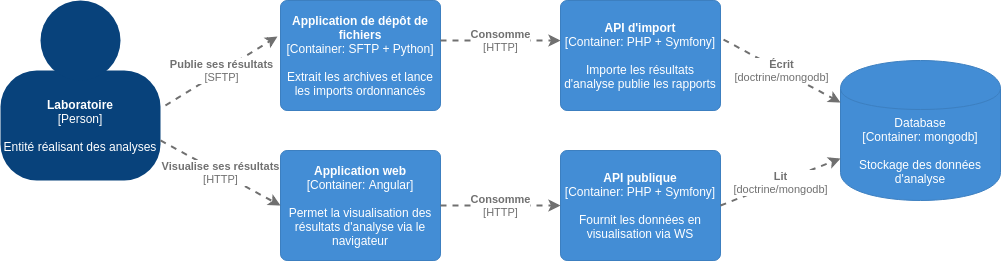 Laboratoire
[Person]
Entité réalisant des analyses
Publie ses résultats
[SFTP]
Visualise ses résultats
[HTTP]
Application de dépôt de
fichiers
[Container: SFTP + Python]
Extrait les archives et lance
les imports ordonnancés
Consomme
[HTTP]
API d'import
[Container: PHP + Symfony]
Importe les résultats
d'analyse publie les rapports
Écrit
[doctrine/mongodb]
Application web
[Container: Angular]
Permet la visualisation des
résultats d'analyse via le
navigateur
Consomme
[HTTP]
API publique
[Container: PHP + Symfony]
Fournit les données en
visualisation via WS
Lit
[doctrine/mongodb]
Database
[Container: mongodb]
Stockage des données
d'analyse